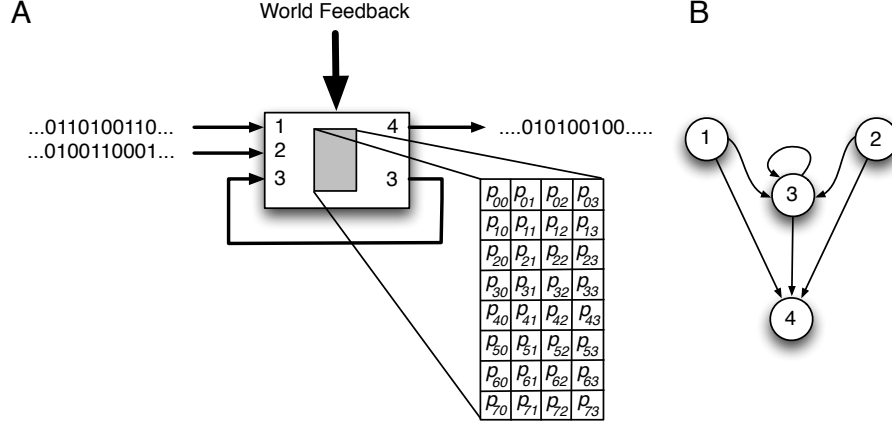 A
World Feedback
B
...0110100110...
...0100110001...
1
2
3
4
3
....010100100.....
p00 p01 p02 p03
p10 p11 p12 p13
p20 p21 p22 p23
p30 p31 p32 p33
p40 p41 p42 p43
p50 p51 p52 p53
p60 p61 p62 p63
p70 p71 p72 p73
1
2
3
4